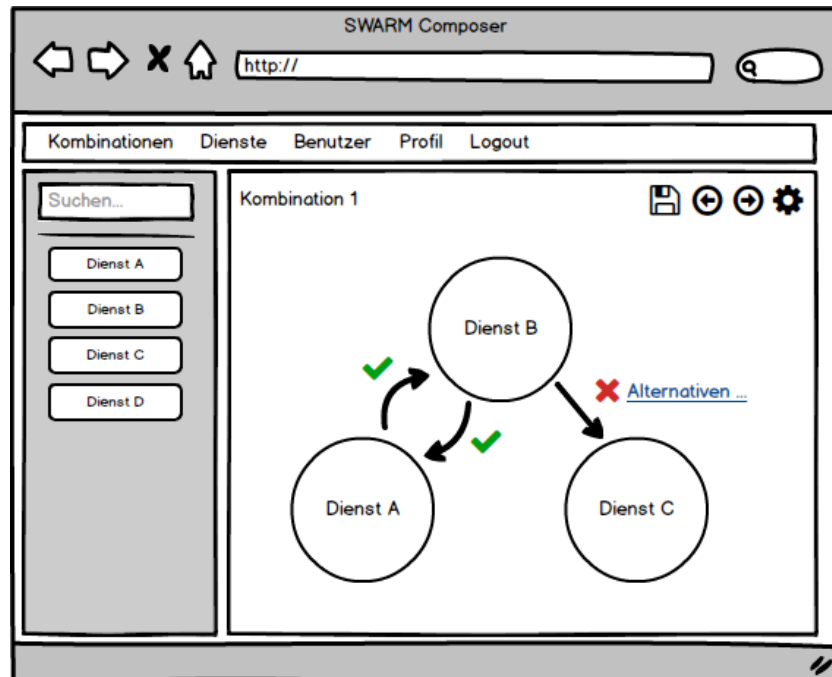 SWARM Composer
http://
Kombinationen Dienste Benutzer Profil Logout
Suchen...
Dienst A
Dienst B
Dienst C
Dienst D
Kombination 1
Dienst B
Alternativen ...
Dienst A
Dienst C